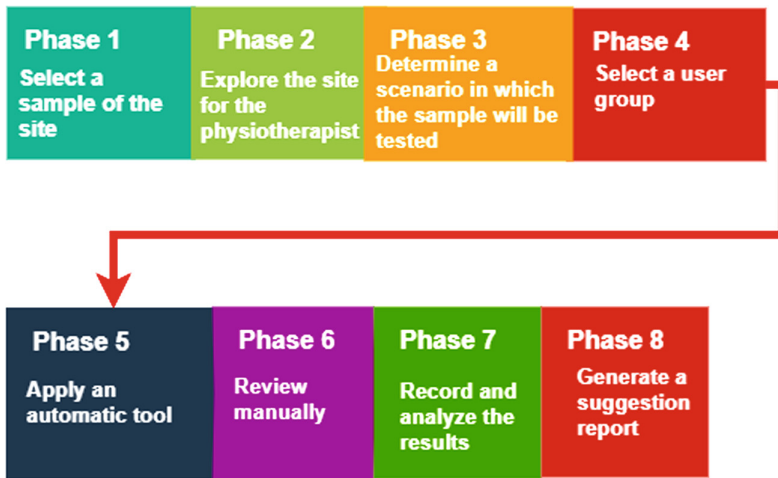 Phase 1
Select a
sample of the
site
Phase 2
Explore the site
for the
physiotherapist
Phase 3
Determine a
scenario in which
the sample will be
tested
Phase 4
Select a user
group
Phase 5
Apply an
automatic tool
Phase 6
Review
manually
Phase 7
Record and
analyze the
results
Phase 8
Generate a
suggestion
report